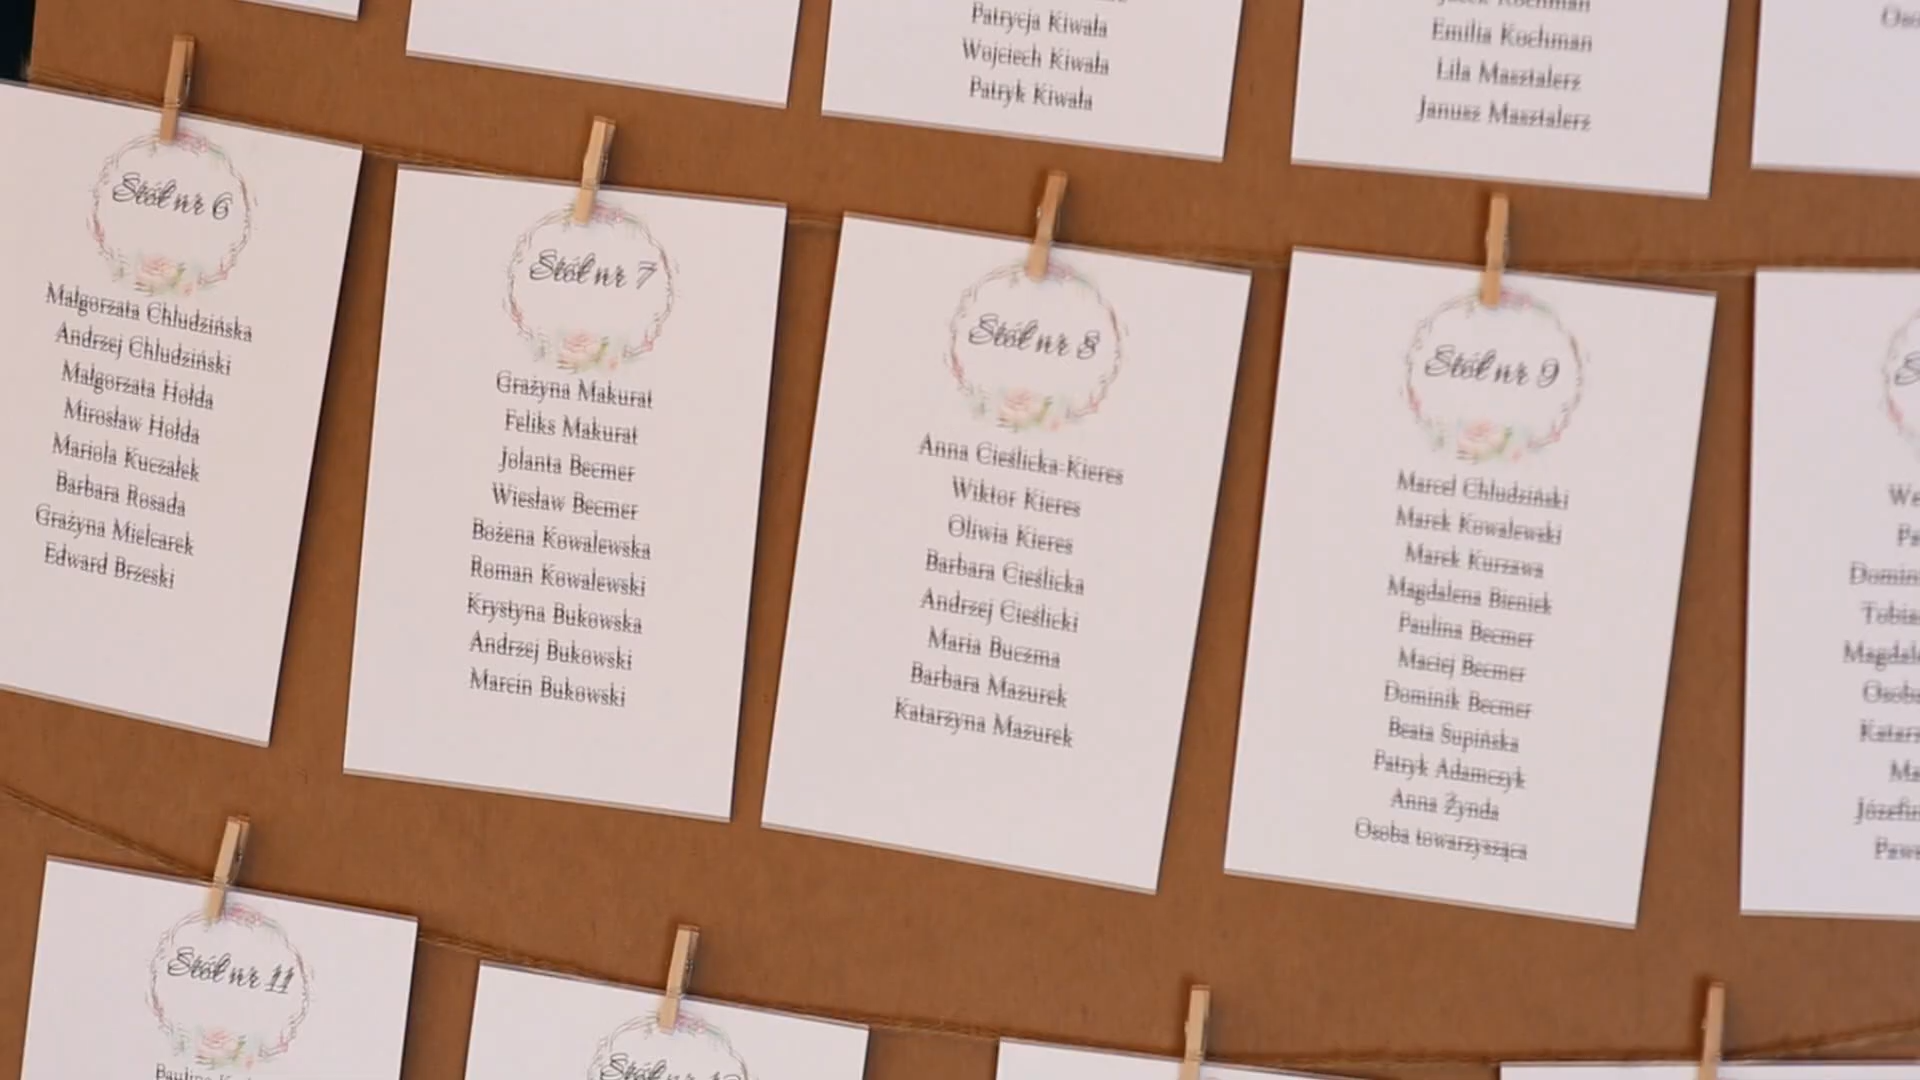 Patrycja Kiwała
Wojciech Kiwała
Patryk Kiwała
Kochman
Emilia Kochman
Lila Masztalerz
Janusz Masztalerz
Stół nr 6
Małgorzata Chludzińska
Andrzej Chludziński
Małgorzata Hołda
Mirosław Hołda
Mariola Kuczałek
Barbara Rosada
Grażyna Mielcarek
Edward Brzeski
Stół nr 7
Grażyna Makurat
Feliks Makurat
Jolanta Becmer
Wiesław Becmer
Bożena Kowalewska
Roman Kowalewski
Krystyna Bukowska
Andrzej Bukowski
Marcin Bukowski
Stół nr 8
Anna Cieślicka-Kieres
Wiktor Kieres
Oliwia Kieres
Barbara Cieślicka
Andrzej Cieślicki
Maria Buczma
Barbara Mazurek
Katarzyna Mazurek
Stół nr 9
Marcel Chludziński
Marek Kowalewski
Marek Kurzawa
Magdalena Bieniek
Paulina Becmer
Maciej Becmer
Dominik Becmer
Beata Supińska
Patryk Adamczyk
Anna Żynda
Osoba towarzysząca
Osoba
Stół nr 11
Paulina
Stół nr